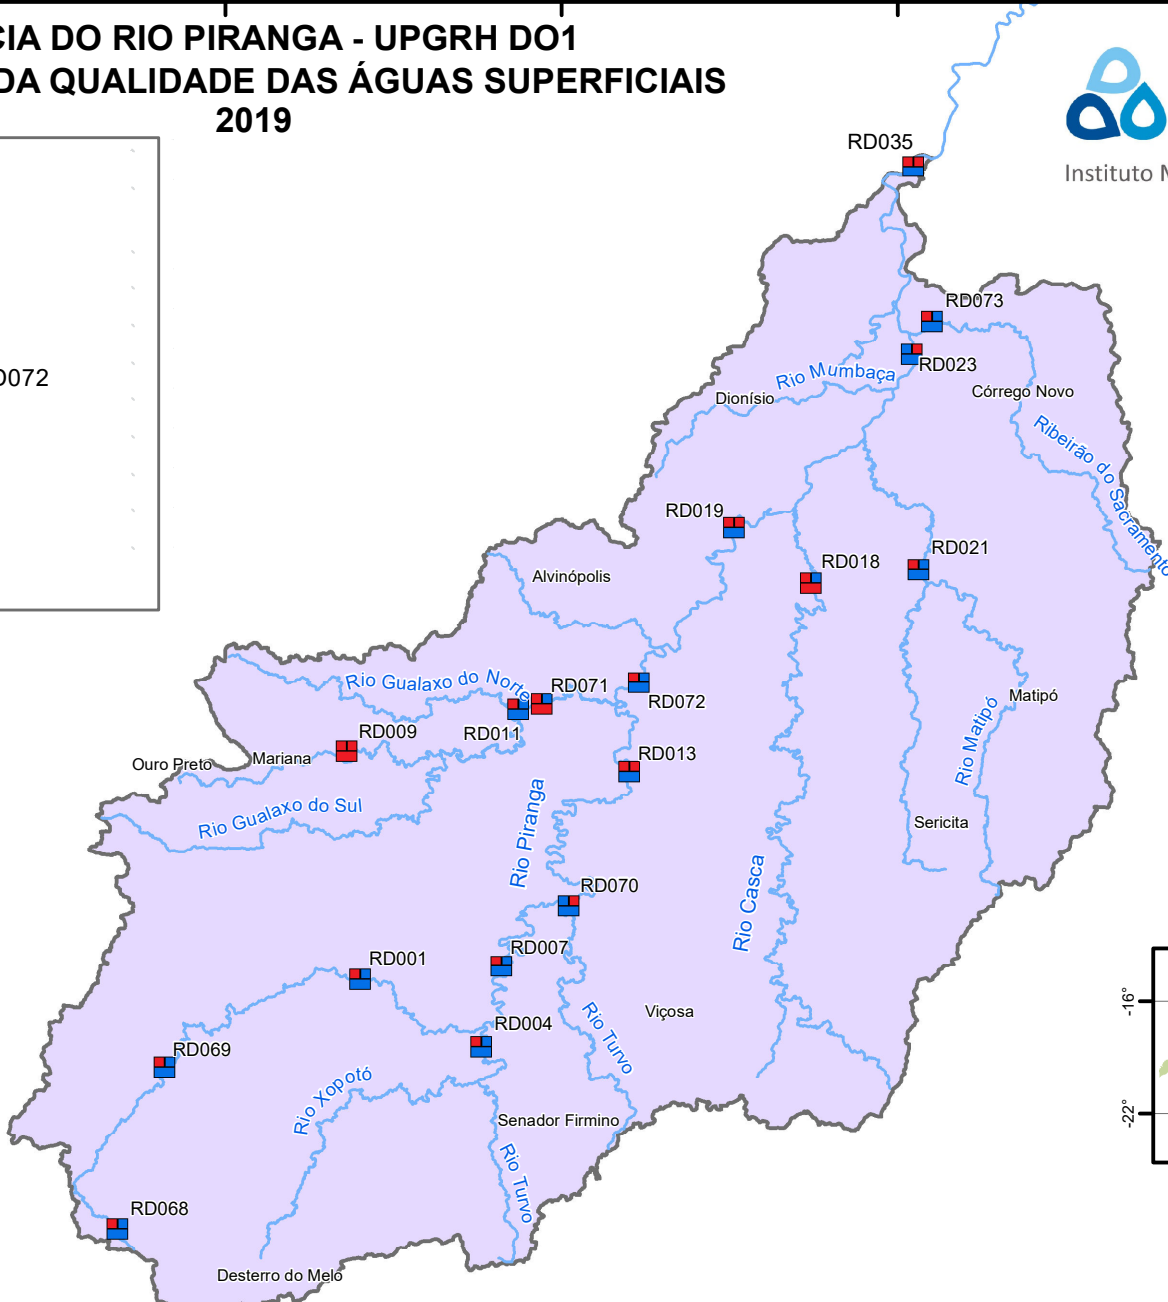 CIA DO RIO PIRANGA - UPGRH DO1
DA QUALIDADE DAS ÁGUAS SUPERFICIAIS
2019
RD035
Instituto M
RD073
D072
RD023
Rio Mumbaça
Dionísio
Córrego Novo
Ribeirão do Sacramento
RD019
RD021
RD018
Alvinópolis
Rio Gualaxo do Norte
RD071
RD072
Matipó
RD009
RD011
Rio Matipó
RD013
Ouro Preto
Mariana
Rio Gualaxo do Sul
Rio Piranga
Sericita
RD070
Rio Casca
RD007
RD001
-16°
Viçosa
RD004
Rio Turvo
RD069
Rio Xopotó
-22°
Senador Firmino
Rio Turvo
RD068
Desterro do Melo